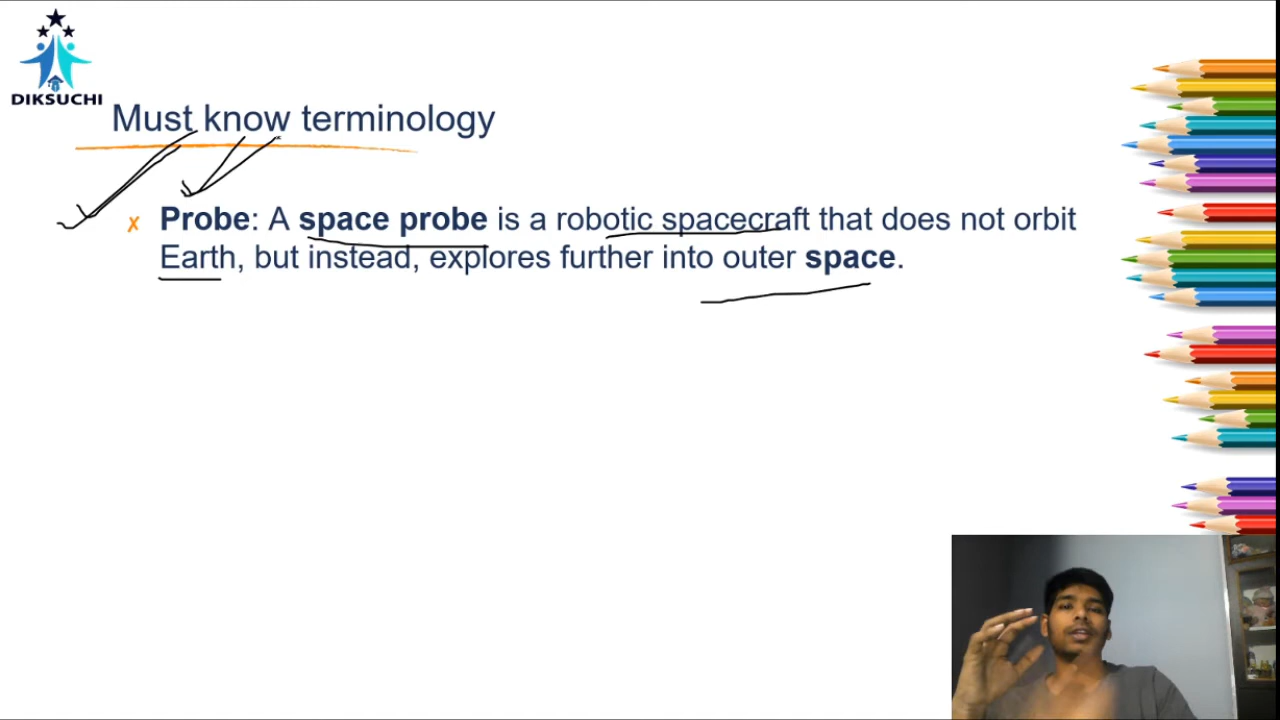 DIKSUCHI
Must know terminology
Probe: A space probe is a robotic spacecraft that does not orbit
Earth, but instead, explores further into outer space.